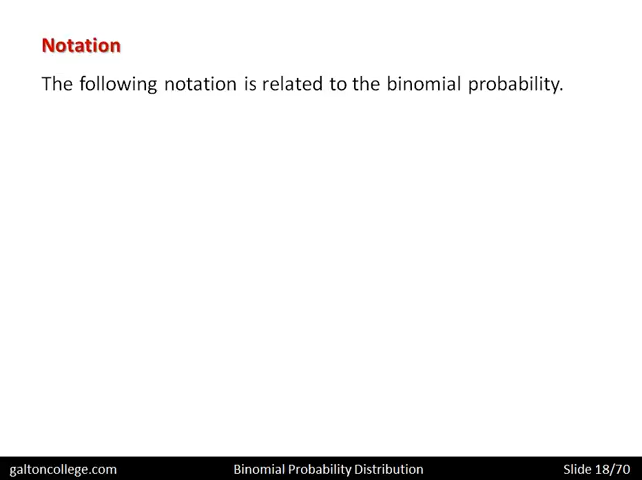 Notation
The following notation is related to the binomial probability.
galtoncollege.com Binomial Probability Distribution Slide 18/70